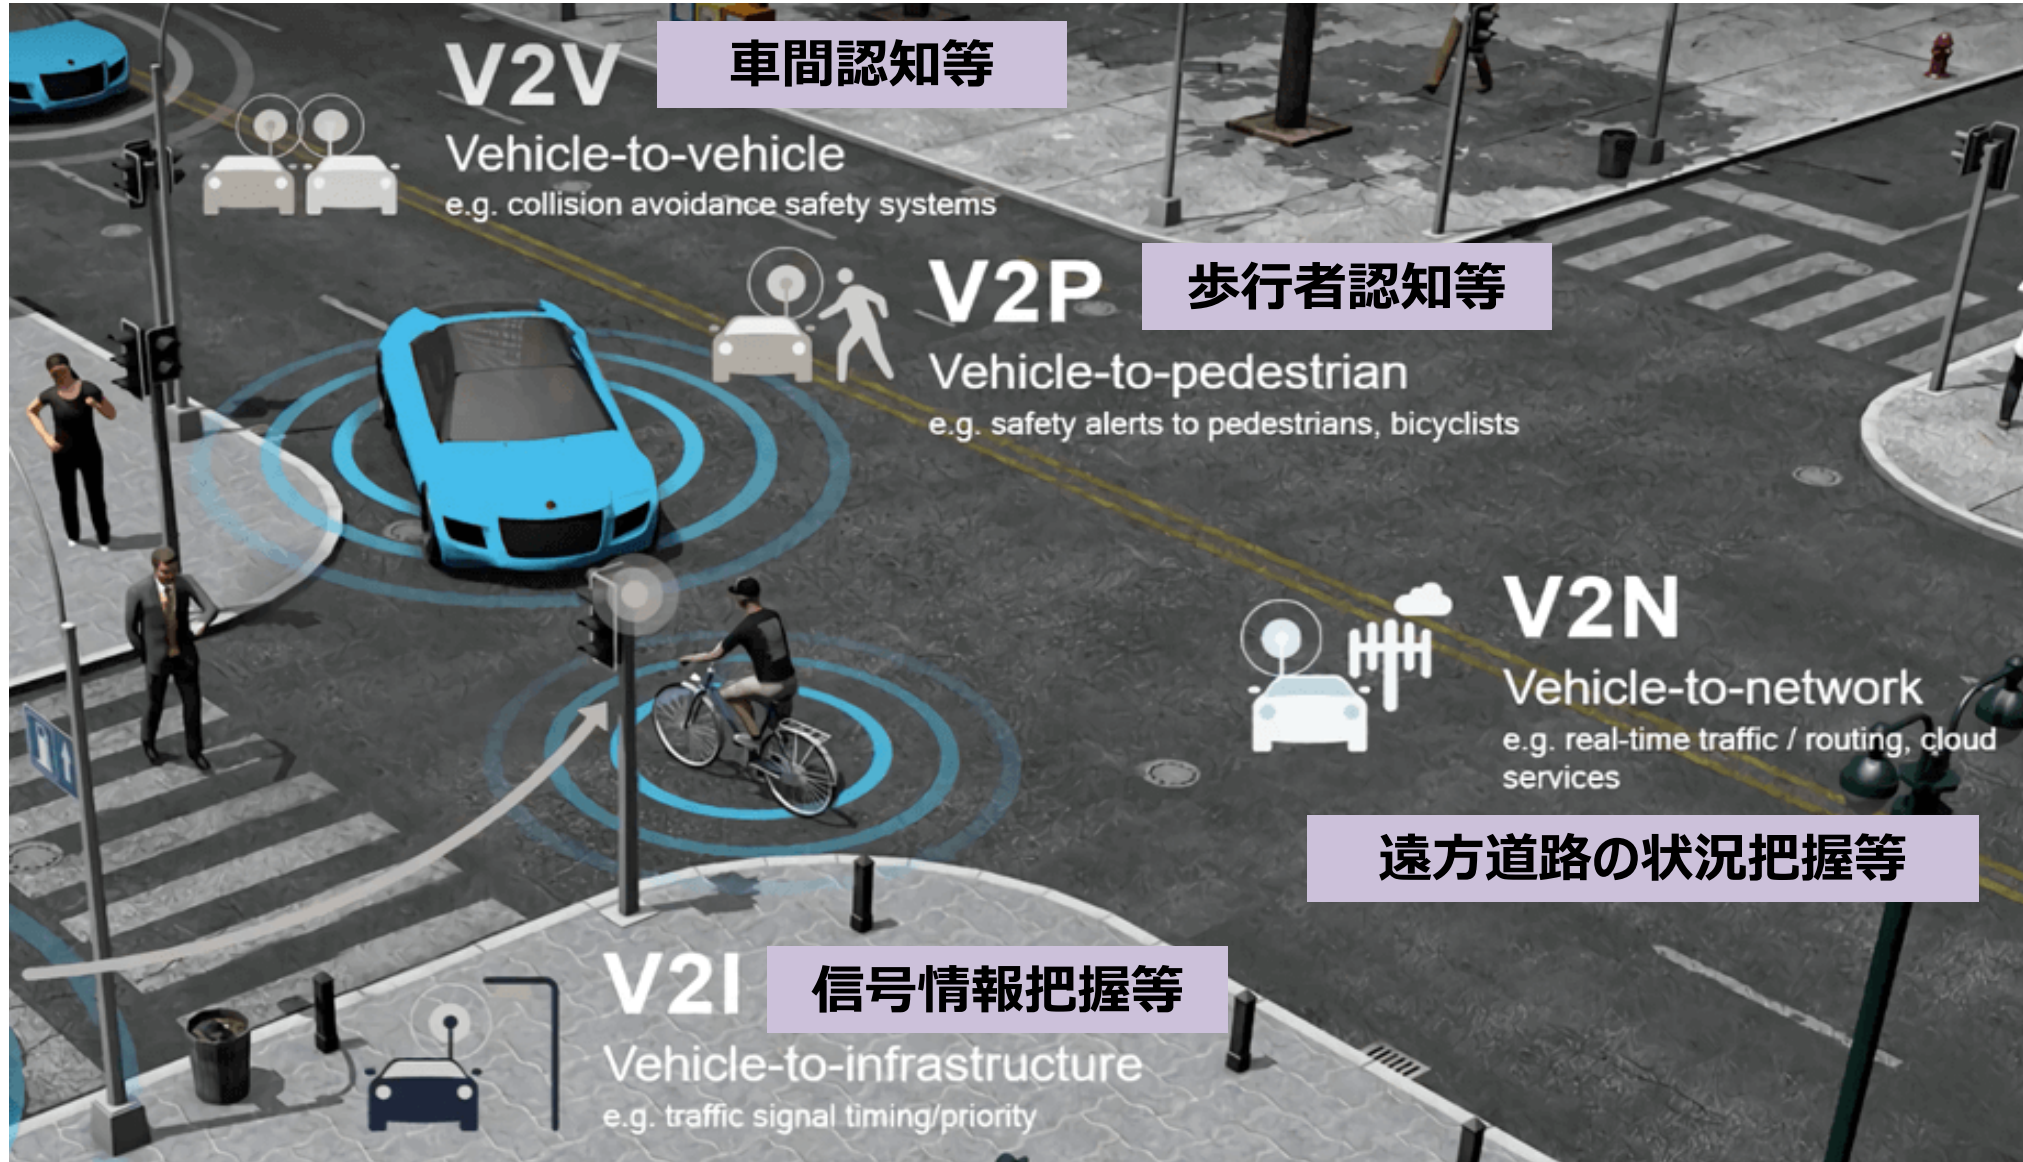 V2V
車間認知等
Vehicle-to-vehicle
e.g. collision avoidance safety systems
V2P
歩行者認知等
Vehicle-to-pedestrian
e.g. safety alerts to pedestrians, bicyclists
V2N
Vehicle-to-network
e.g. real-time traffic / routing, cloud
services
遠方道路の状況把握等
V2I
信号情報把握等
Vehicle-to-infrastructure
e.g. traffic signal timing/priority